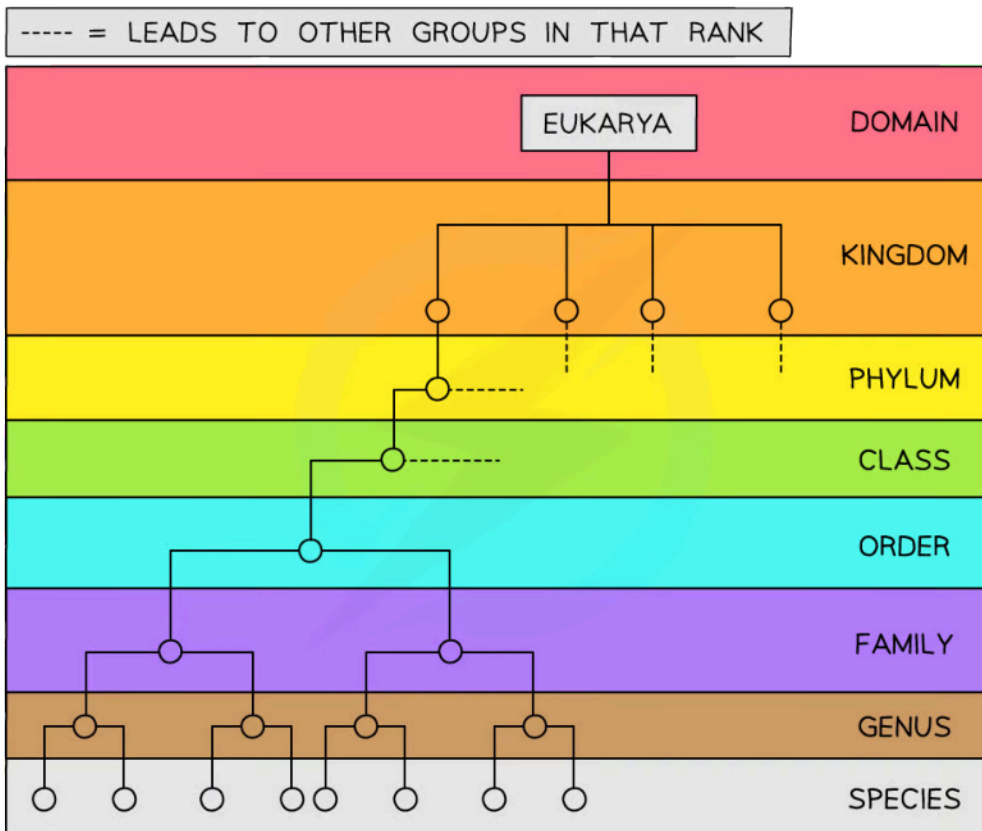 ----- = LEADS TO OTHER GROUPS IN THAT RANK
EUKARYA
DOMAIN
KINGDOM
PHYLUM
CLASS
ORDER
FAMILY
GENUS
SPECIES